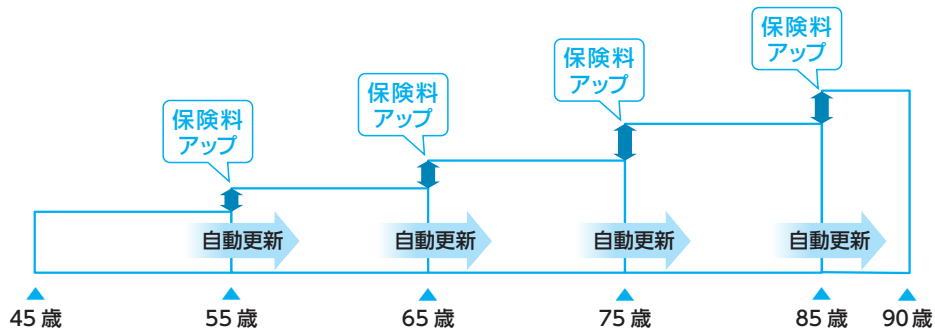 保険料
アップ
保険料
アップ
保険料
アップ
保険料
アップ
自動更新
自動更新
自動更新
自動更新
45歳
55歳
65歳
75歳
85歳
90歳